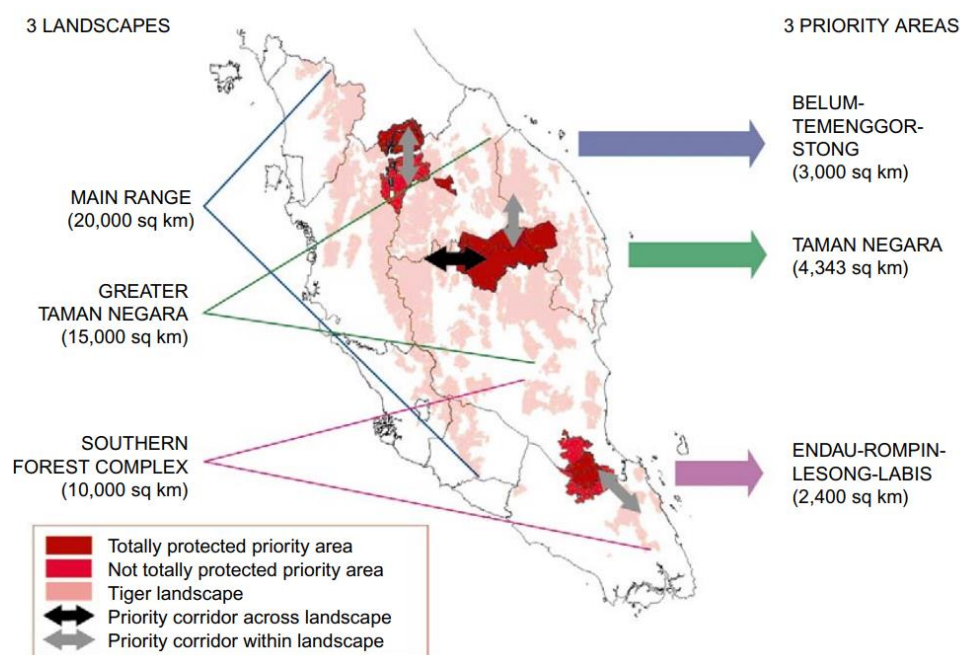 3 LANDSCAPES
3 PRIORITY AREAS
MAIN RANGE
(20,000 sq km)
GREATER
TAMAN NEGARA
(15,000 sq km)
SOUTHERN
FOREST COMPLEX
(10,000 sq km)
BELUM-
TEMENGGOR-
STONG
(3,000 sq km)
TAMAN NEGARA
(4,343 sq km)
ENDAU-ROMPIN-
LESONG-LABIS
(2,400 sq km)
Totally protected priority area
Not totally protected priority area
Tiger landscape
Priority corridor across landscape
Priority corridor within landscape